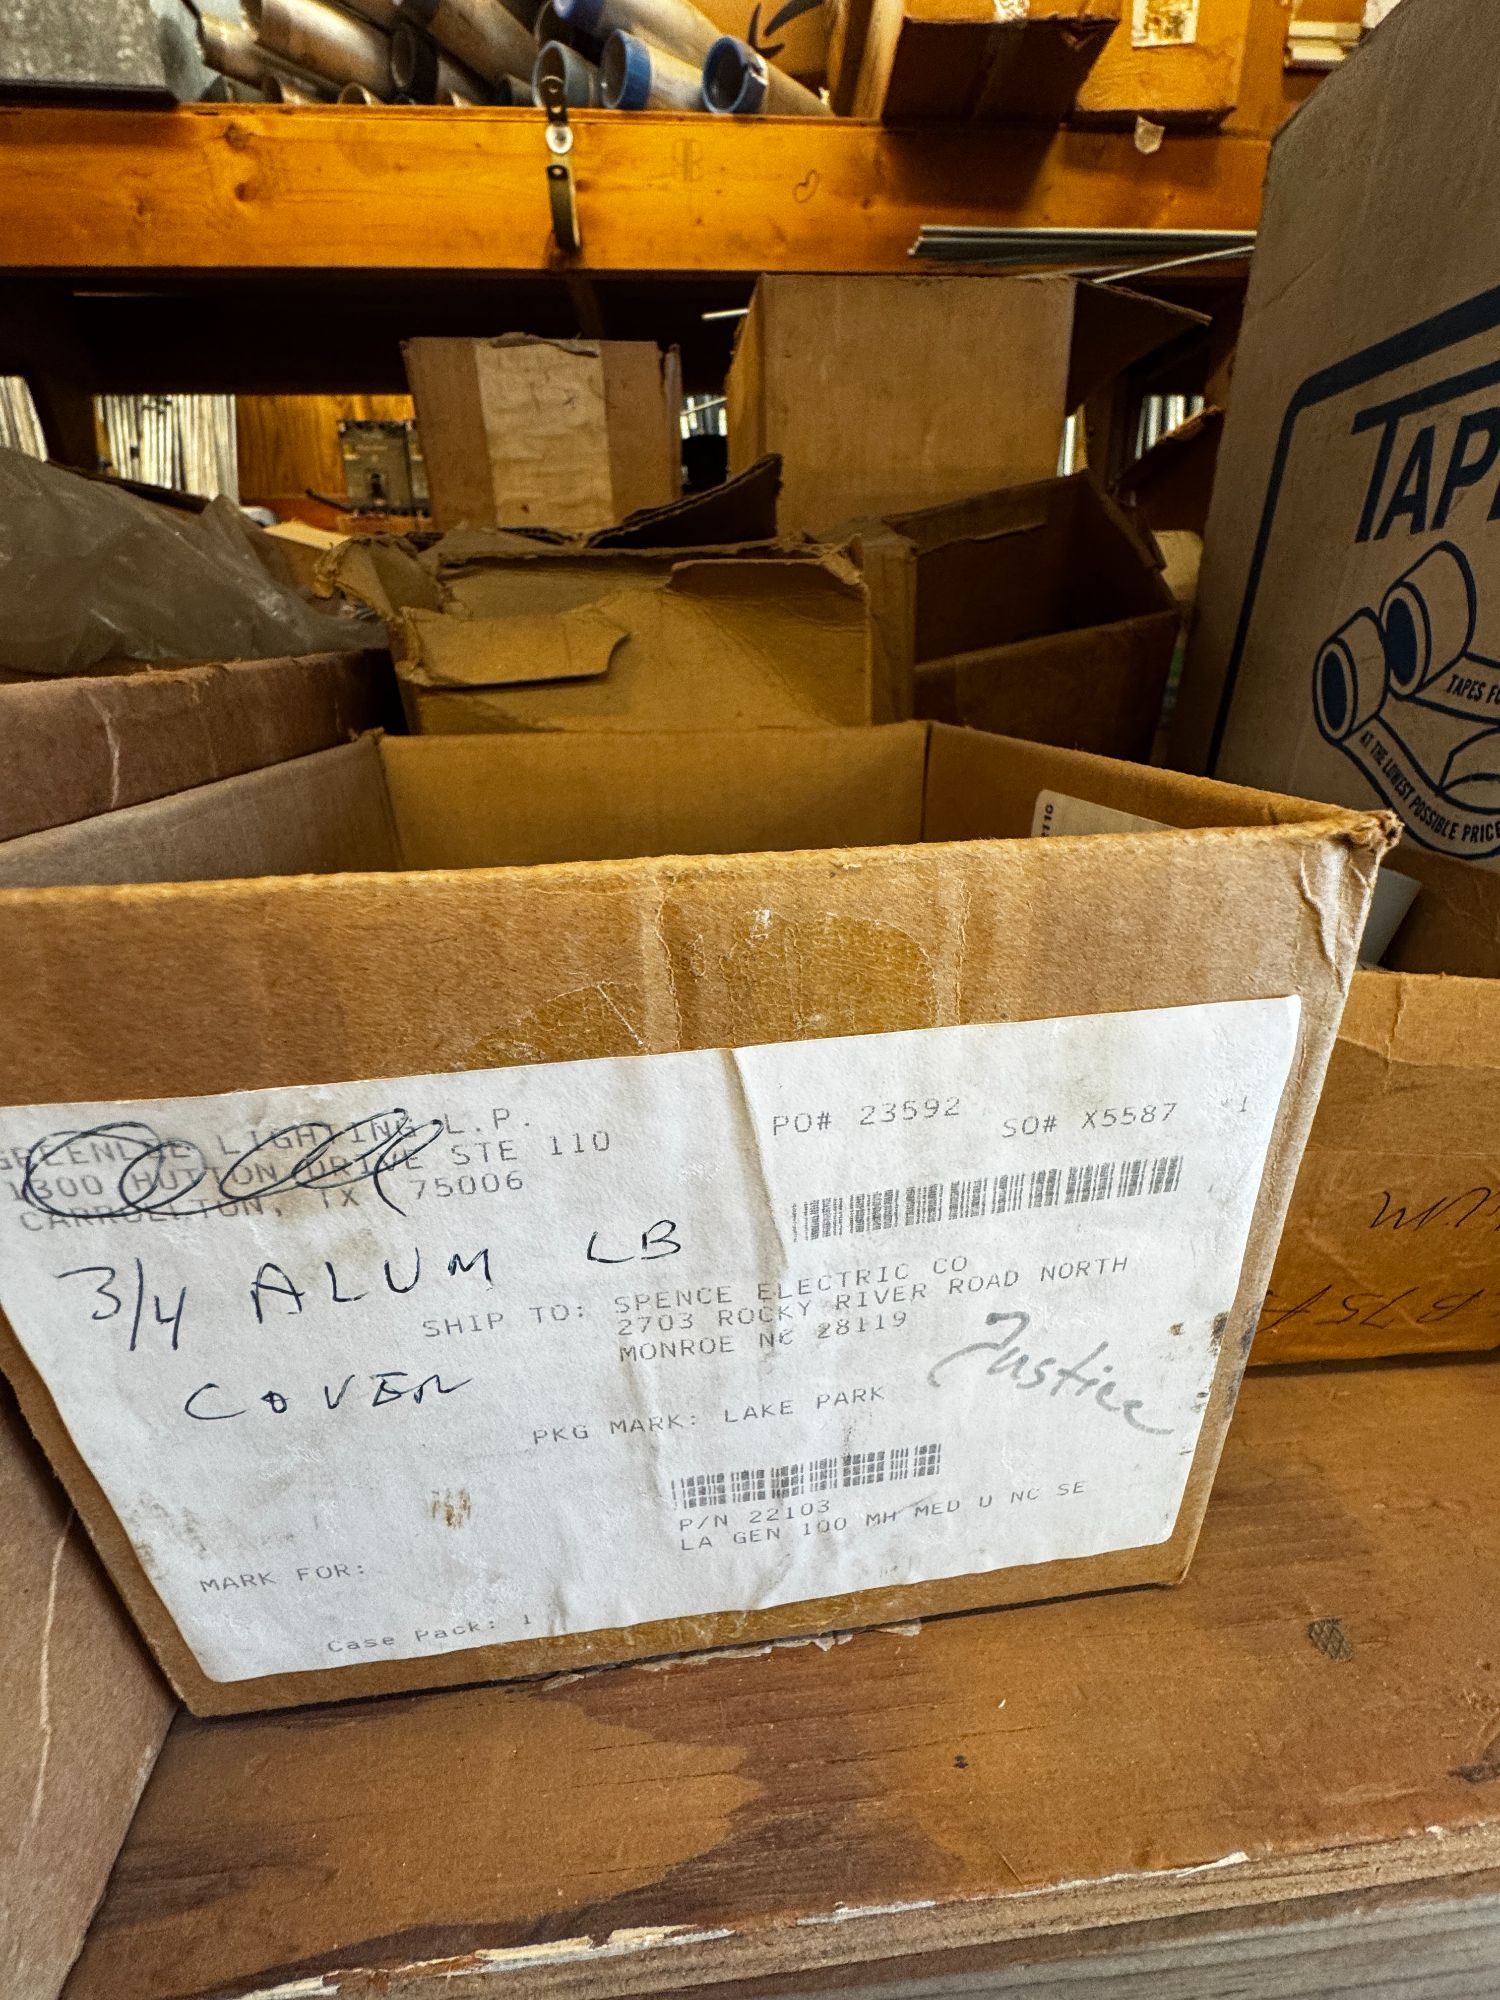 TAP
TAPES FO
AT THE LOWEST POSSIBLE PRICE
GREENLEE LIGHTING L.P.
1300 HUTTON DRIVE STE 110
CARROLLTON, TX 75006
PO# 23592 SO# X5587 *1
3/4 ALUM LB
COVER
SHIP TO: SPENCE ELECTRIC CO
2703 ROCKY RIVER ROAD NORTH
MONROE NC 28119
Justice
PKG MARK: LAKE PARK
P/N 22103
LA GEN 100 MH MED U NC SE
MARK FOR:
Case Pack: 1